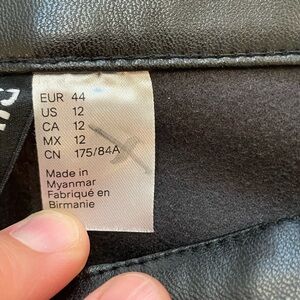 EUR 44
US 12
CA 12
MX 12
CN 175/84A
Made in
Myanmar
Fabriqué en
Birmanie